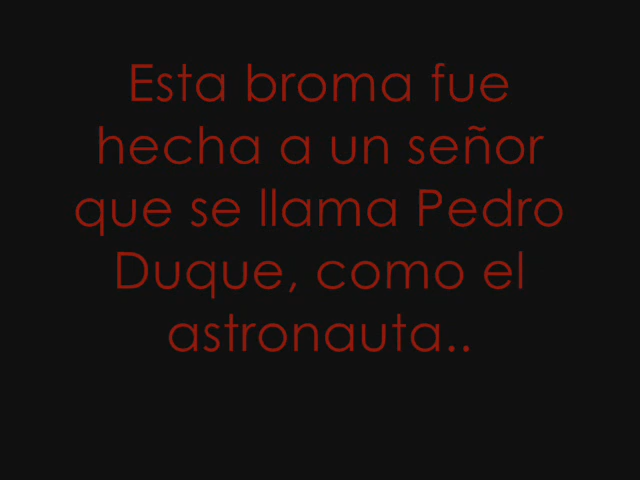 Esta broma fue
hecha a un señor
que se llama Pedro
Duque, como el
astronauta..